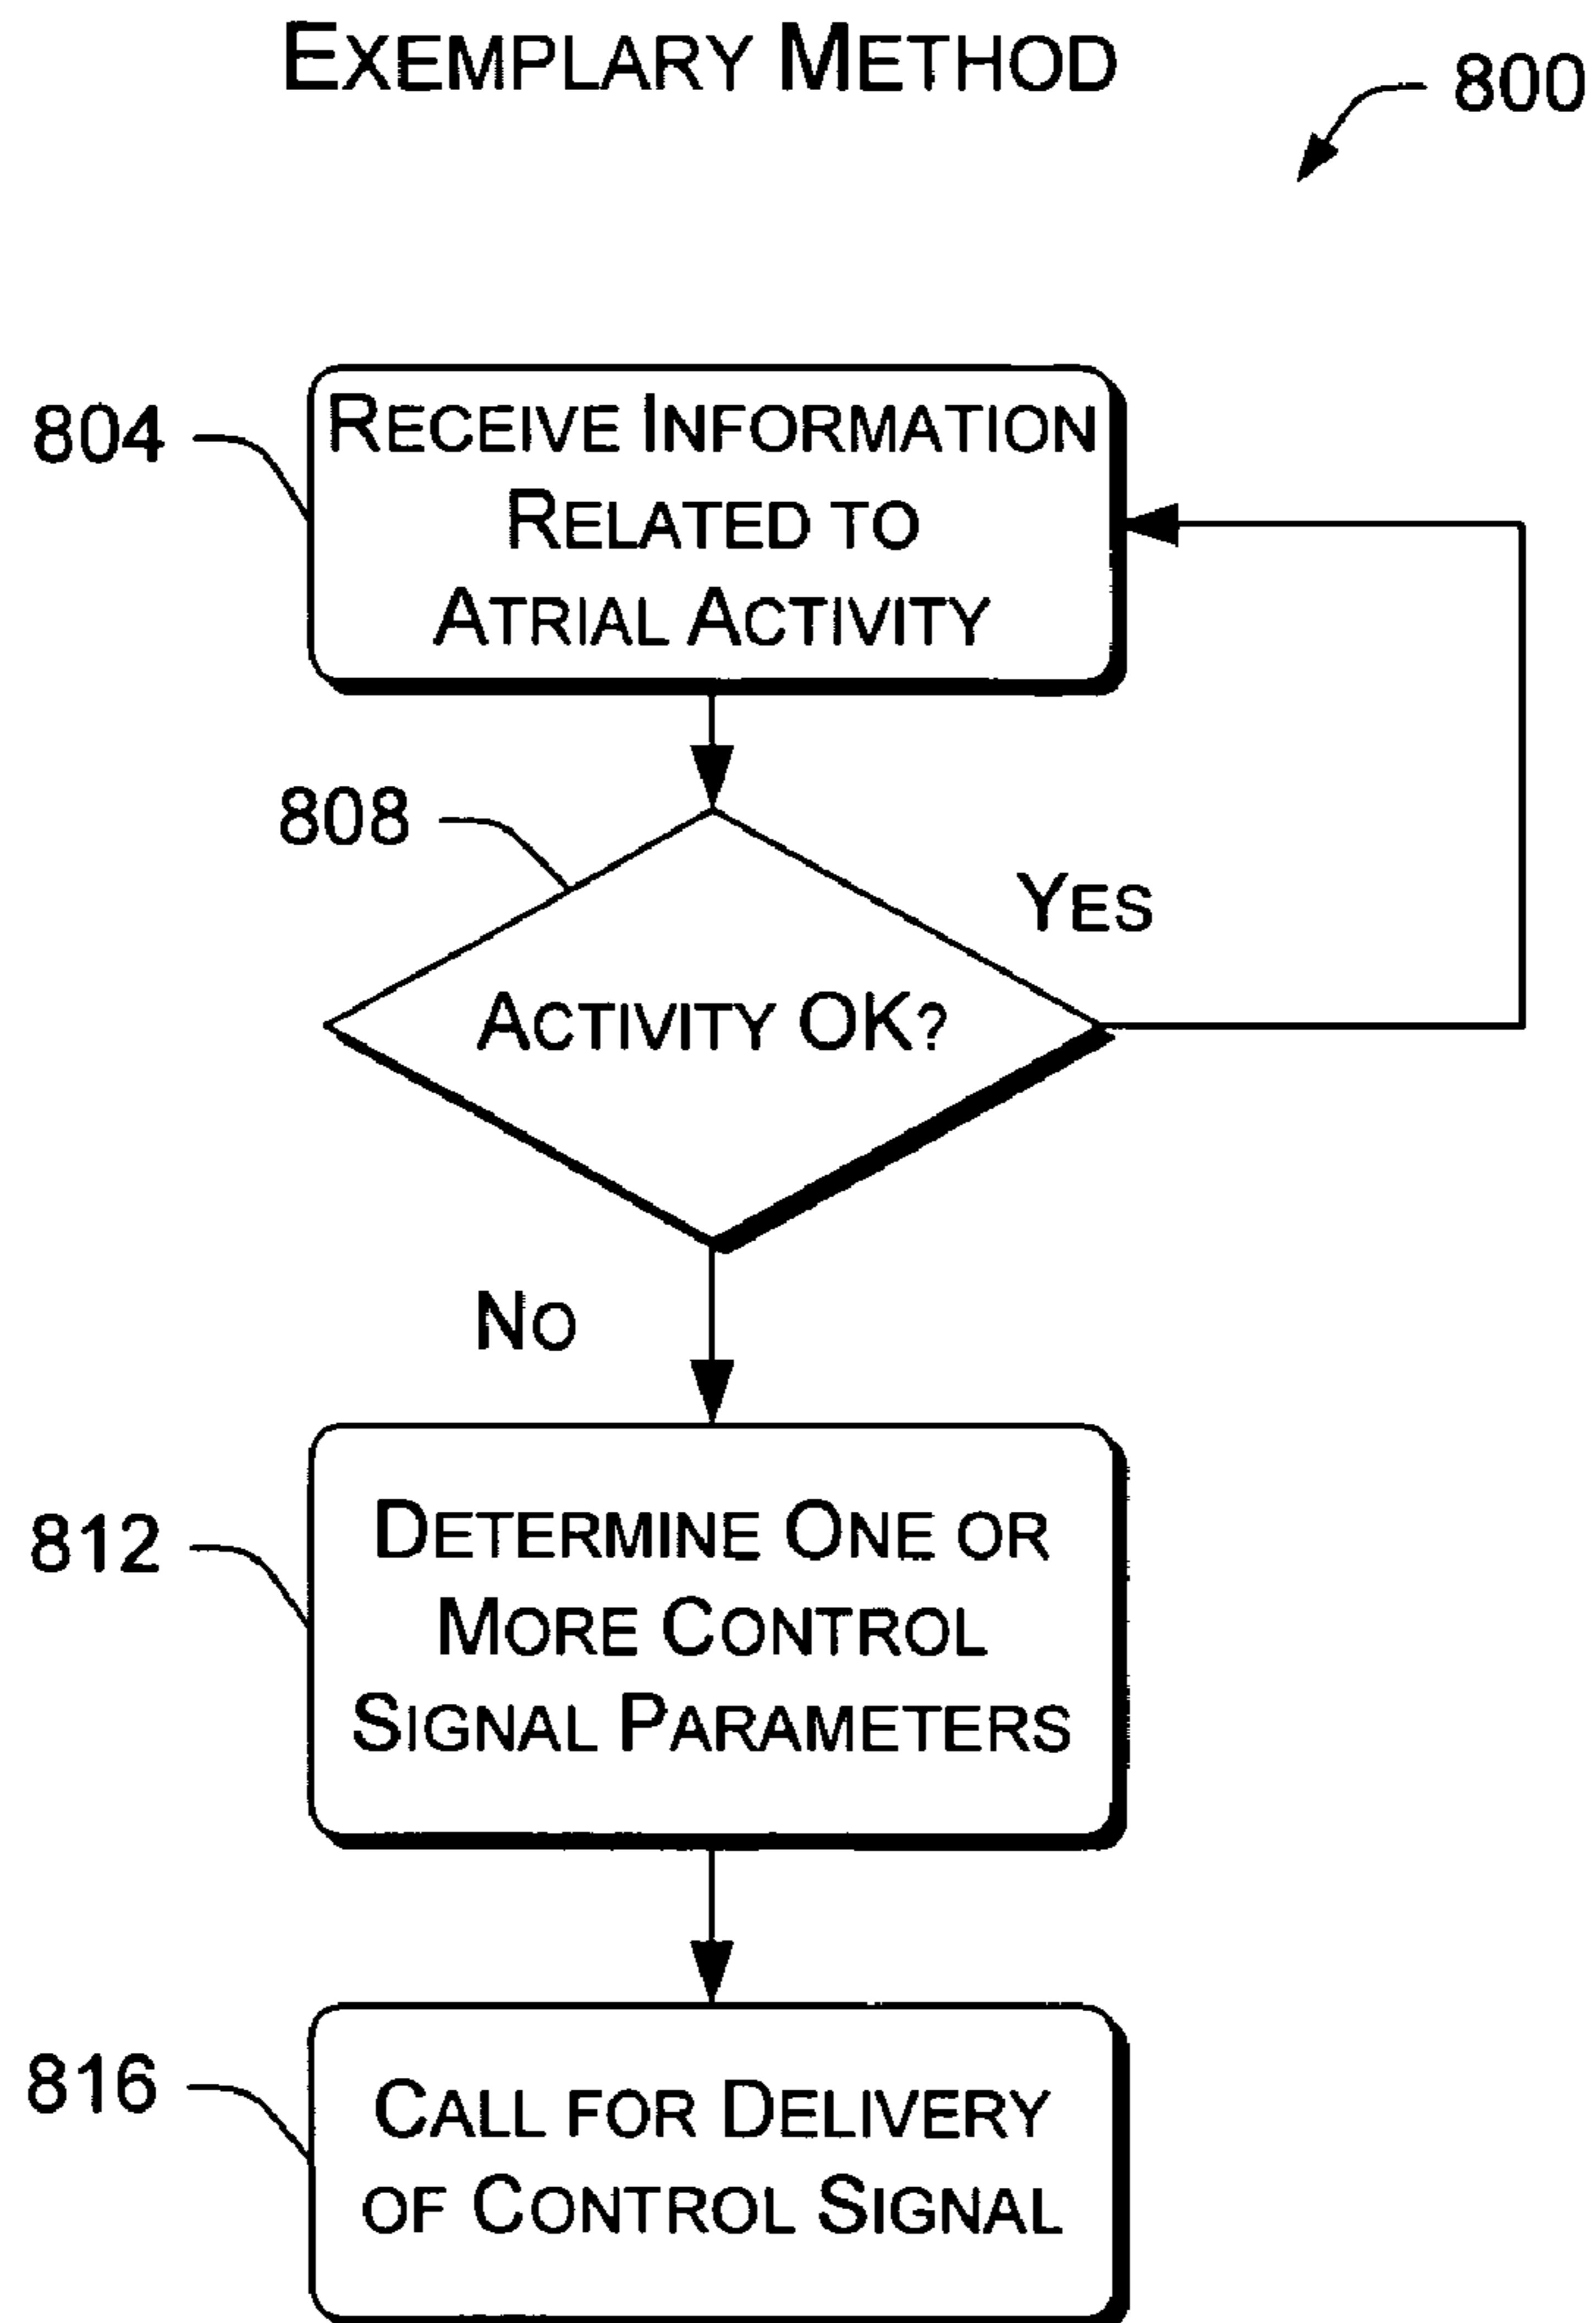 EXEMPLARY METHOD
800
804
RECEIVE INFORMATION
RELATED TO
ATRIAL ACTIVITY
808
YES
ACTIVITY OK?
NO
812
DETERMINE ONE OR
MORE CONTROL
SIGNAL PARAMETERS
816
CALL FOR DELIVERY
OF CONTROL SIGNAL